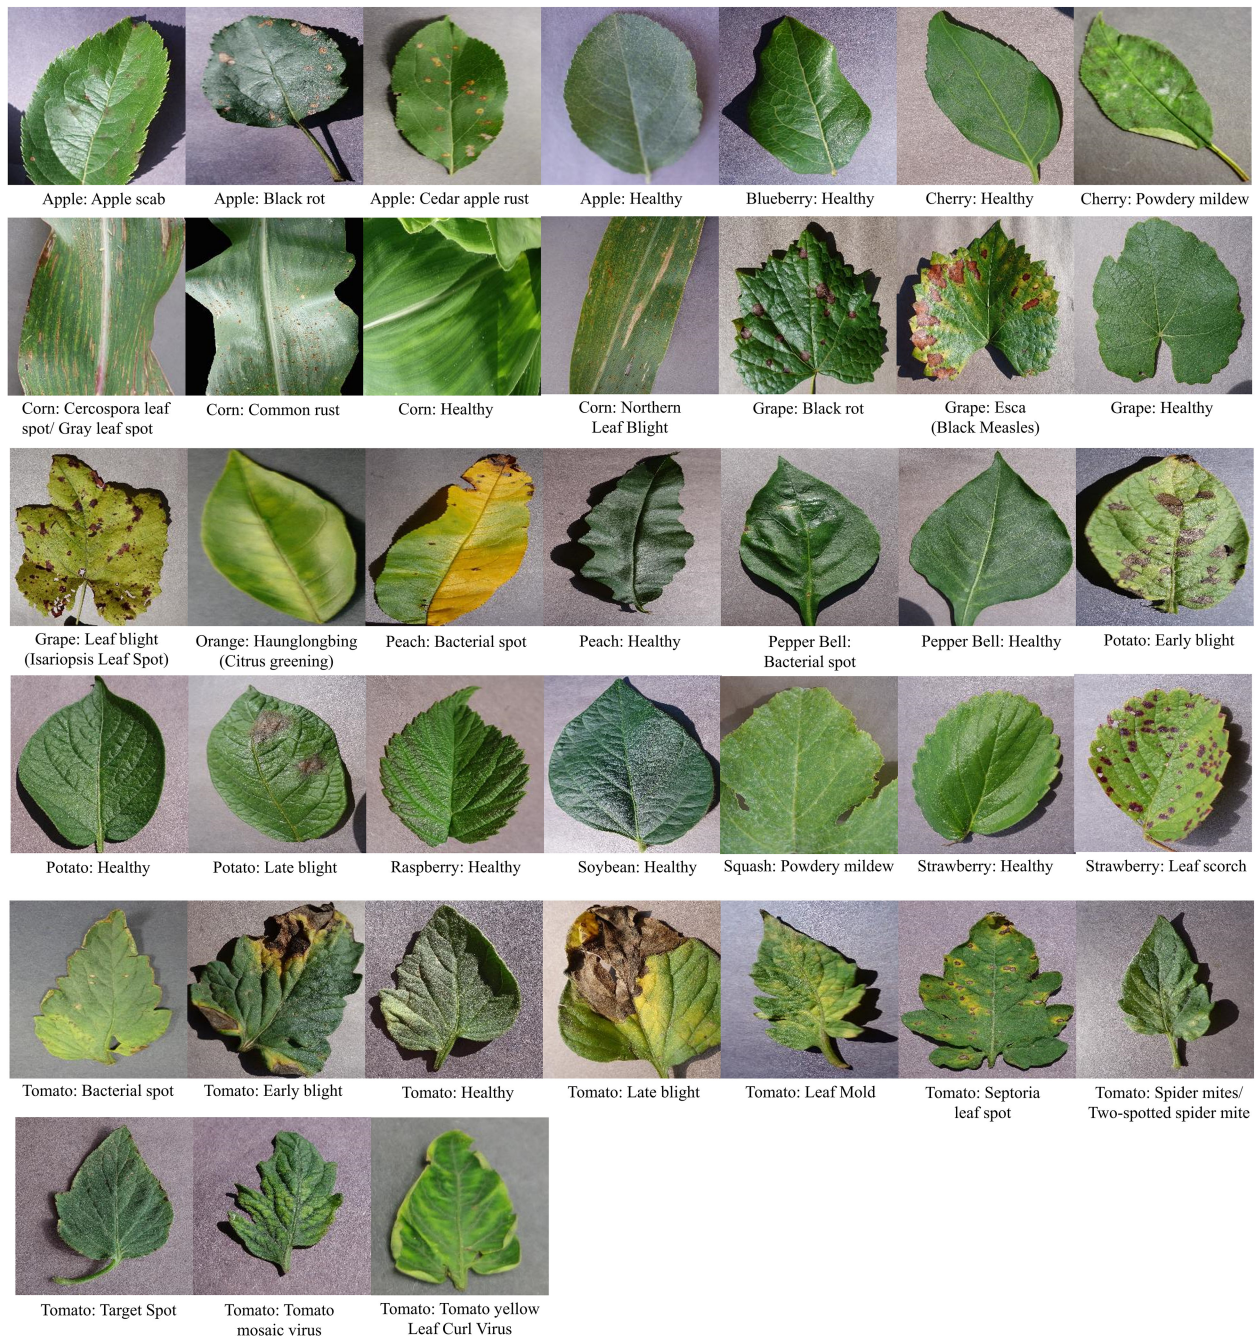 Apple: Apple scab
Apple: Black rot
Apple: Cedar apple rust
Apple: Healthy
Blueberry: Healthy
Cherry: Healthy
Cherry: Powdery mildew
Corn: Cercospora leaf
spot/ Gray leaf spot
Corn: Common rust
Corn: Healthy
Corn: Northern
Leaf Blight
Grape: Black rot
Grape: Esca
(Black Measles)
Grape: Healthy
Grape: Leaf blight
(Isariopsis Leaf Spot)
Orange: Haunglongbing
(Citrus greening)
Peach: Bacterial spot
Peach: Healthy
Pepper Bell:
Bacterial spot
Pepper Bell: Healthy
Potato: Early blight
Potato: Healthy
Potato: Late blight
Raspberry: Healthy
Soybean: Healthy
Squash: Powdery mildew
Strawberry: Healthy
Strawberry: Leaf scorch
Tomato: Bacterial spot
Tomato: Early blight
Tomato: Healthy
Tomato: Late blight
Tomato: Leaf Mold
Tomato: Septoria
leaf spot
Tomato: Spider mites/
Two-spotted spider mite
Tomato: Target Spot
Tomato: Tomato
mosaic virus
Tomato: Tomato yellow
Leaf Curl Virus